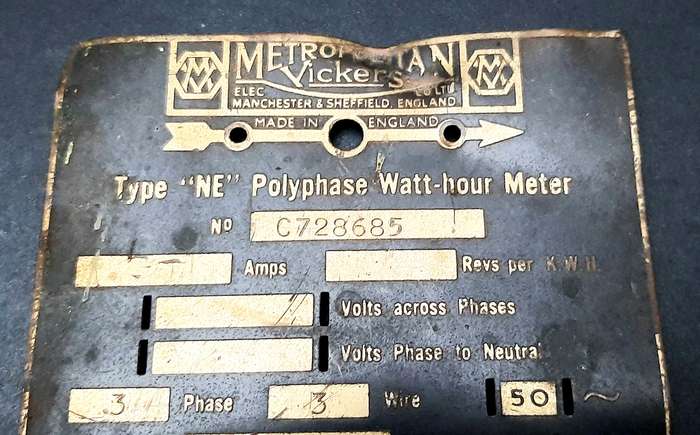 METROPOLITAN
Vickers
ELEC CO LTD
MANCHESTER & SHEFFIELD, ENGLAND
MADE IN ENGLAND
Type "NE" Polyphase Watt-hour Meter
No C728685
Amps Revs per K.W.H.
Volts across Phases
Volts Phase to Neutral
3 Phase 3 Wire 50 ~